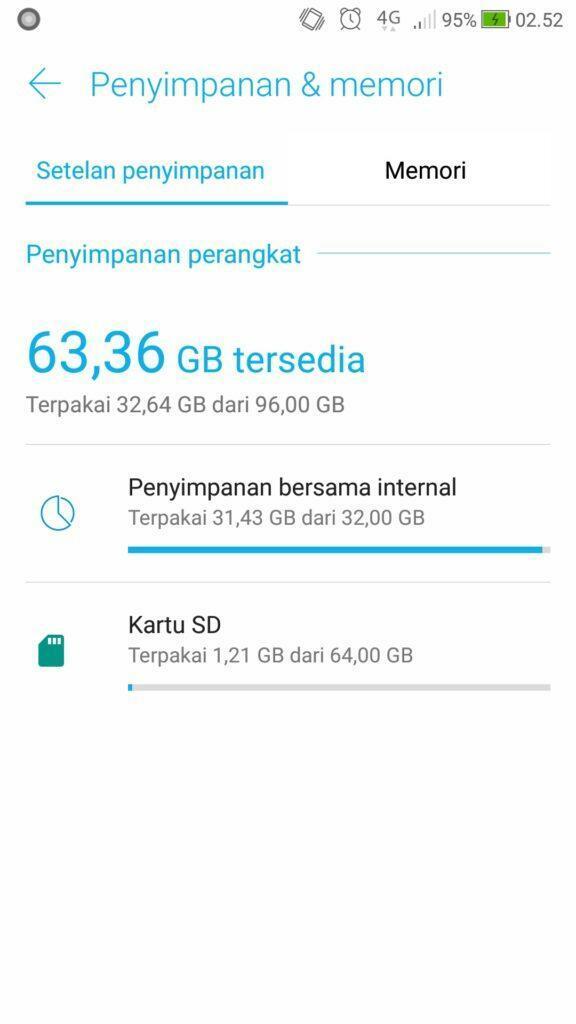 4G 95% 02.52
Penyimpanan & memori
Setelan penyimpanan Memori
Penyimpanan perangkat
63,36 GB tersedia
Terpakai 32,64 GB dari 96,00 GB
Penyimpanan bersama internal
Terpakai 31,43 GB dari 32,00 GB
Kartu SD
Terpakai 1,21 GB dari 64,00 GB